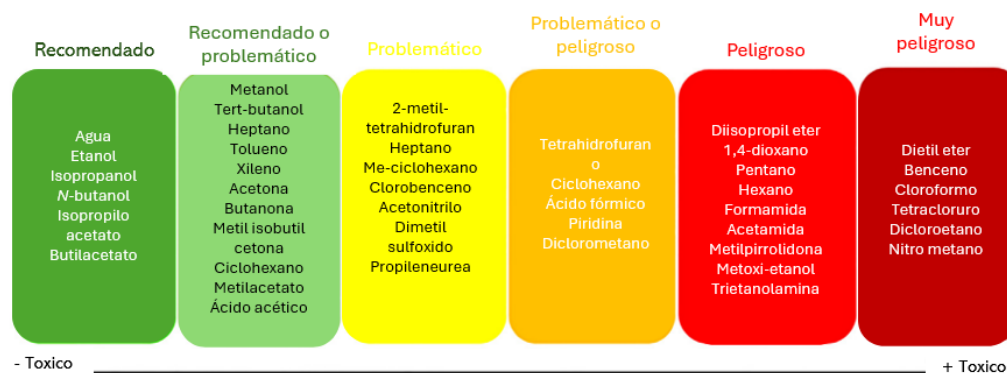 Recomendado
Agua
Etanol
Isopropanol
N-butanol
Isopropilo
acetato
Butilacetato
Recomendado o
problemático
Metanol
Tert-butanol
Heptano
Tolueno
Xileno
Acetona
Butanona
Metil isobutil
cetona
Ciclohexano
Metilacetato
Ácido acético
Problemático
2-metil-
tetrahidrofuran
Heptano
Me-ciclohexano
Clorobenceno
Acetonitrilo
Dimetil
sulfoxido
Propileneurea
Problemático o
peligroso
Tetrahidrofuran
o
Ciclohexano
Ácido fórmico
Piridina
Diclorometano
Peligroso
Diisopropil eter
1,4-dioxano
Pentano
Hexano
Formamida
Acetamida
Metilpirrolidona
Metoxi-etanol
Trietanolamina
Muy
peligroso
Dietil eter
Benceno
Cloroformo
Tetracloruro
Dicloroetano
Nitro metano
- Toxico
+ Toxico